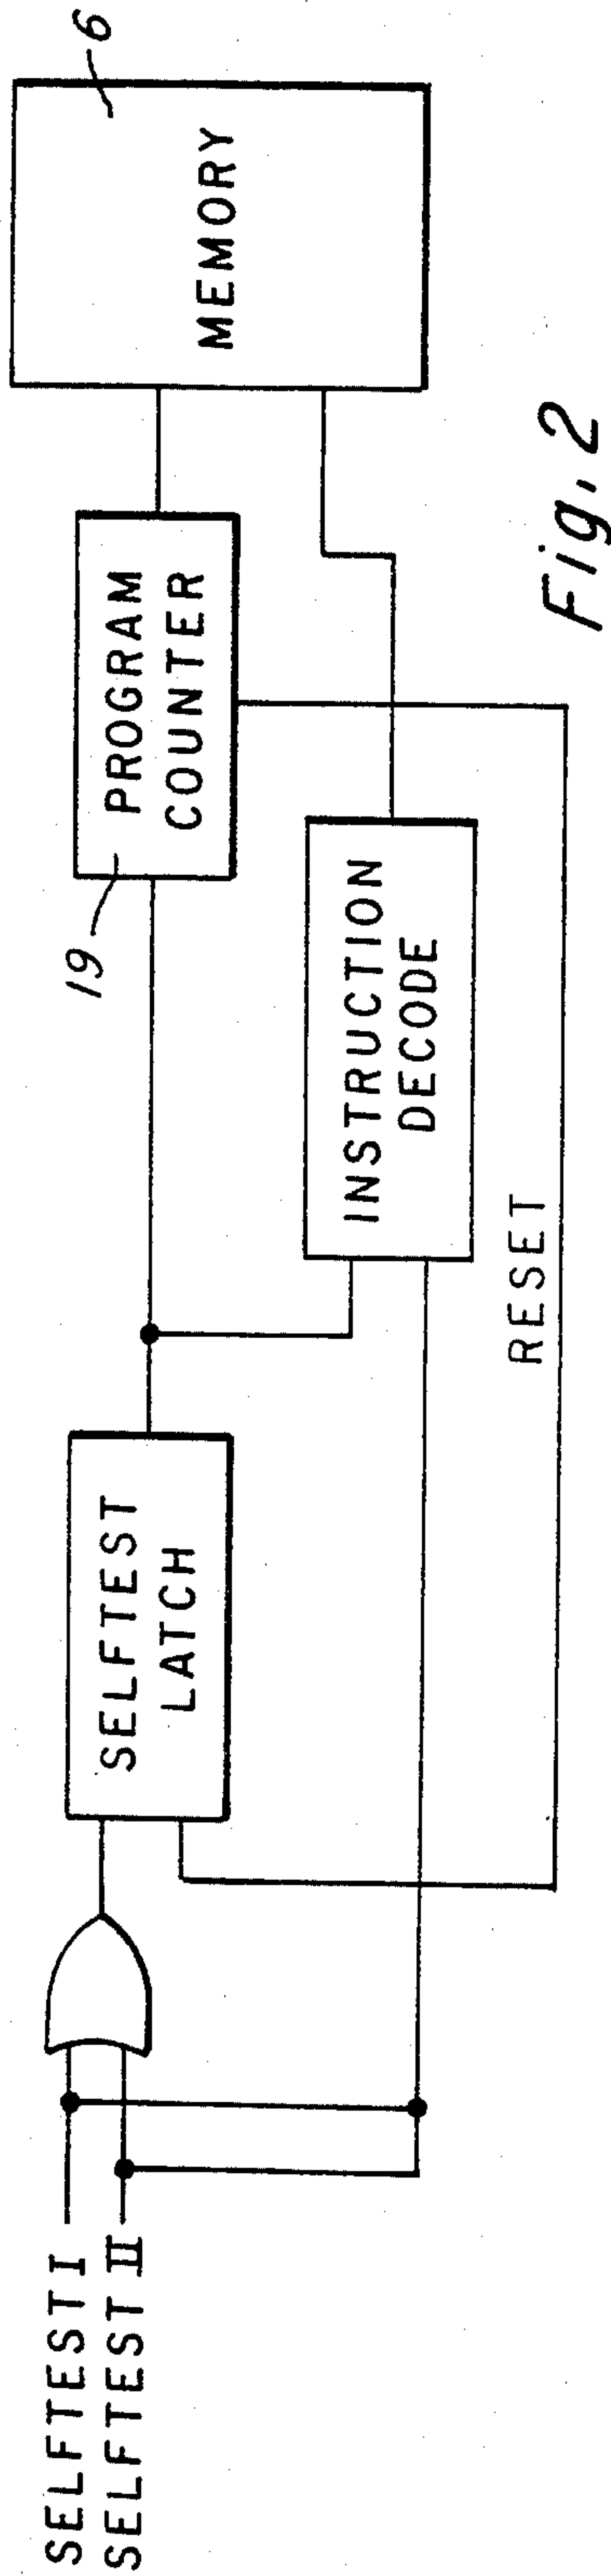 SELFTEST I
SELFTEST II
SELFTEST
LATCH
19
PROGRAM
COUNTER
6
MEMORY
INSTRUCTION
DECODE
RESET
Fig. 2